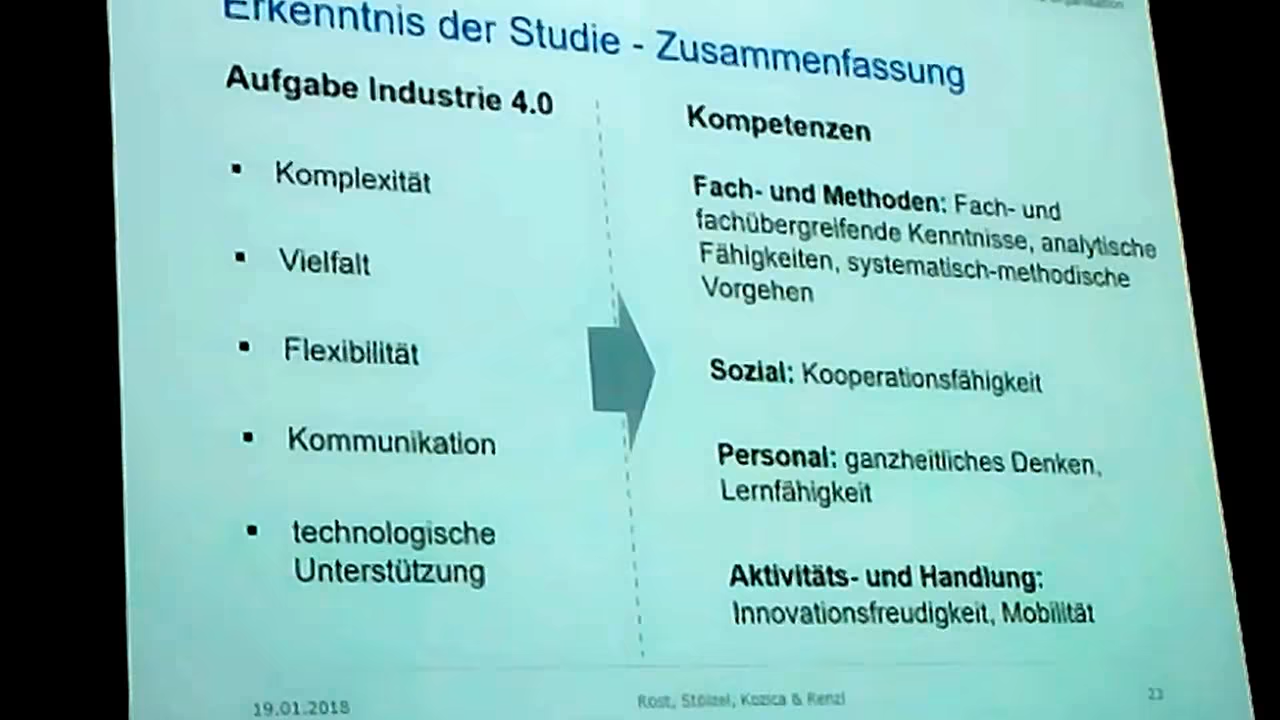 Erkenntnis der Studie - Zusammenfassung
Aufgabe Industrie 4.0
▪ Komplexität
▪ Vielfalt
▪ Flexibilität
▪ Kommunikation
▪ technologische
Unterstützung
Kompetenzen
Fach- und Methoden: Fach- und
fachübergreifende Kenntnisse, analytische
Fähigkeiten, systematisch-methodische
Vorgehen
Sozial: Kooperationsfähigkeit
Personal: ganzheitliches Denken,
Lernfähigkeit
Aktivitäts- und Handlung:
Innovationsfreudigkeit, Mobilität
19.01.2018
Rost, Kozica & Renzl
23